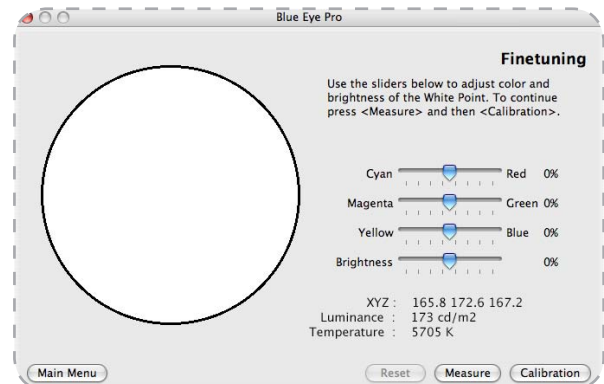 Blue Eye Pro
Finetuning
Use the sliders below to adjust color and
brightness of the White Point. To continue
press <Measure> and then <Calibration>.
Cyan Red 0%
Magenta Green 0%
Yellow Blue 0%
Brightness 0%
XYZ : 165.8 172.6 167.2
Luminance : 173 cd/m2
Temperature : 5705 K
Main Menu Reset Measure Calibration